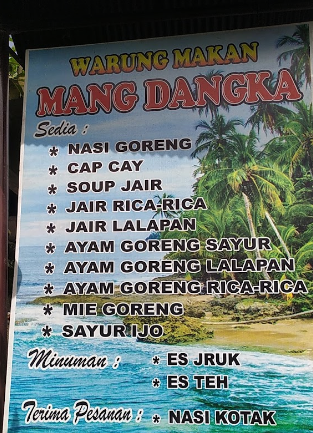 WARUNG MAKAN
MANG DANGKA
Sedia :
* NASI GORENG
* CAP CAY
* SOUP JAIR
* JAIR RICA-RICA
* JAIR LALAPAN
* AYAM GORENG SAYUR
* AYAM GORENG LALAPAN
* AYAM GORENG RICA-RICA
* MIE GORENG
* SAYUR IJO
Minuman : * ES JRUK
* ES TEH
Terima Pesanan : * NASI KOTAK